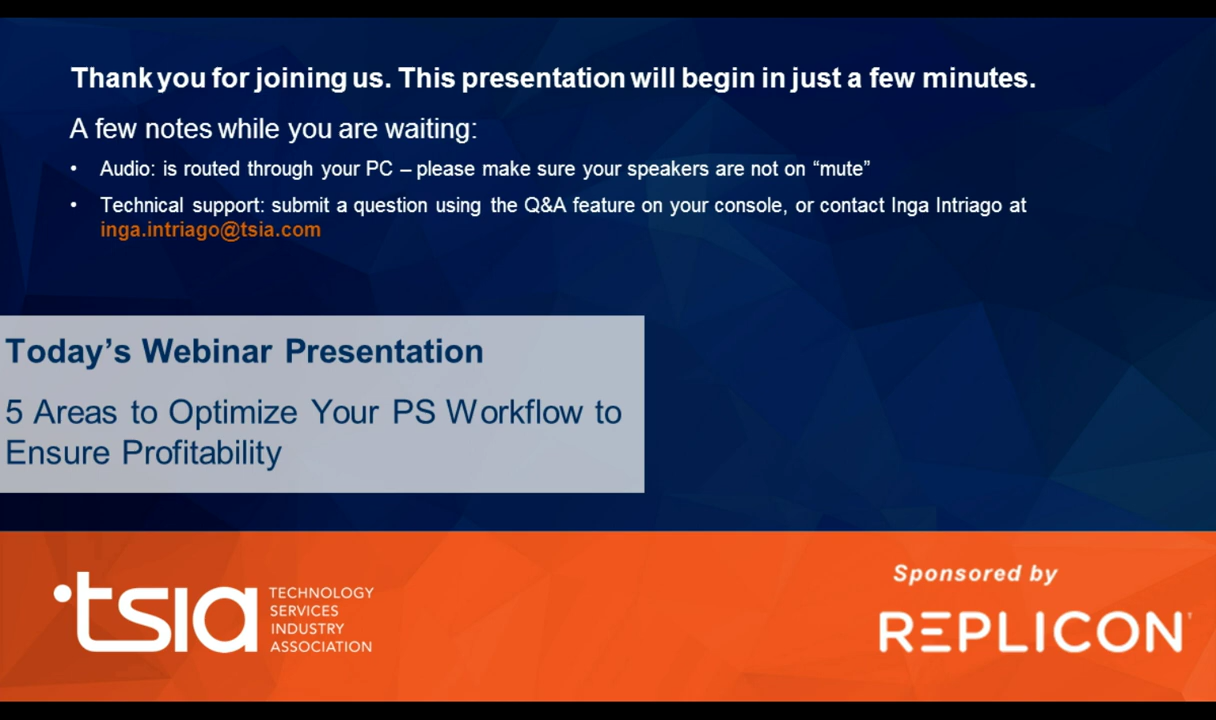 Thank you for joining us. This presentation will begin in just a few minutes.
A few notes while you are waiting:
• Audio: is routed through your PC – please make sure your speakers are not on “mute”
• Technical support: submit a question using the Q&A feature on your console, or contact Inga Intriago at
inga.intriago@tsia.com
Today’s Webinar Presentation
5 Areas to Optimize Your PS Workflow to
Ensure Profitability
tsia
TECHNOLOGY
SERVICES
INDUSTRY
ASSOCIATION
Sponsored by
REPLICON